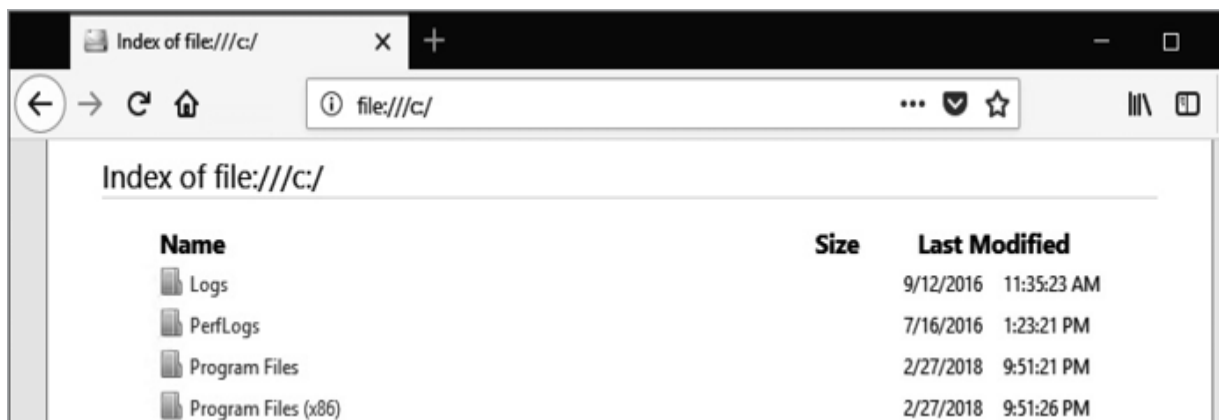 Index of file:///c:/
file:///c:/
Index of file:///c:/
Name Size Last Modified
Logs 9/12/2016 11:35:23 AM
PerfLogs 7/16/2016 1:23:21 PM
Program Files 2/27/2018 9:51:21 PM
Program Files (x86) 2/27/2018 9:51:26 PM